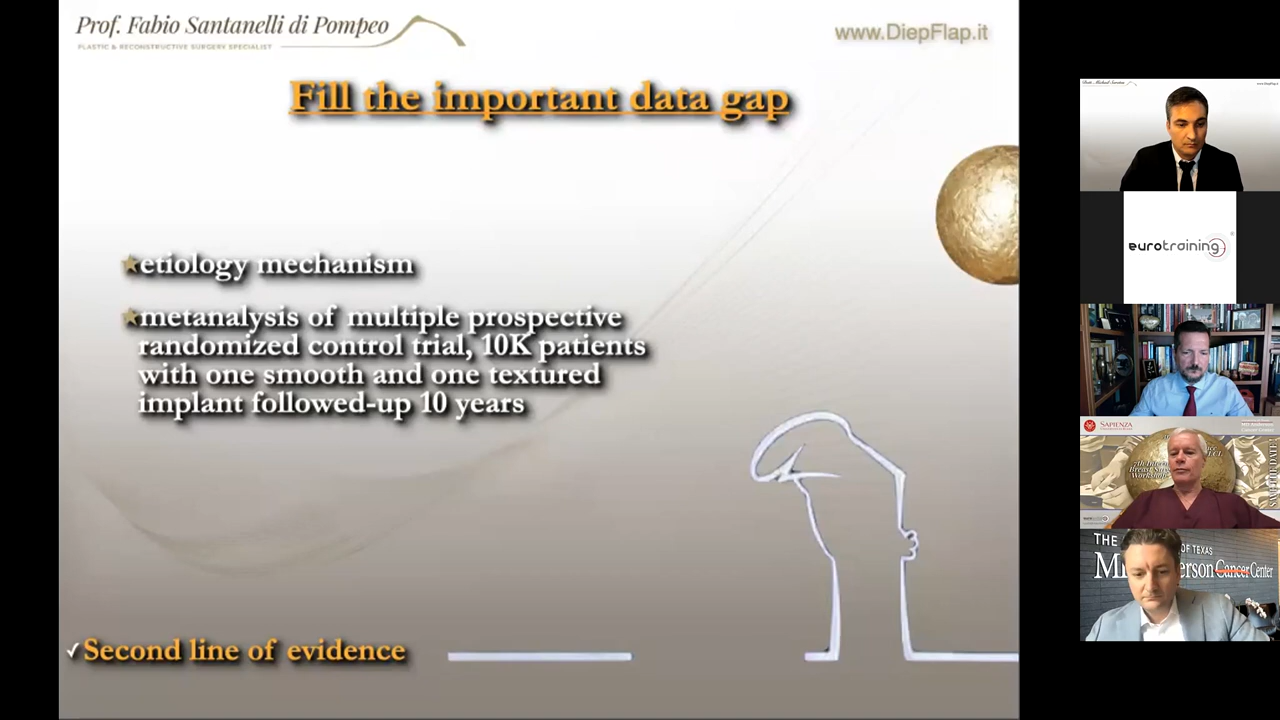 Prof. Fabio Santanelli di Pompeo
PLASTIC & RECONSTRUCTIVE SURGERY SPECIALIST
www.DiepFlap.it
Fill the important data gap
etiology mechanism
metanalysis of multiple prospective
randomized control trial, 10K patients
with one smooth and one textured
implant followed-up 10 years
✓Second line of evidence
eurotraining
SAPIENZA
THE
OF TEXAS
erson Cancer Center